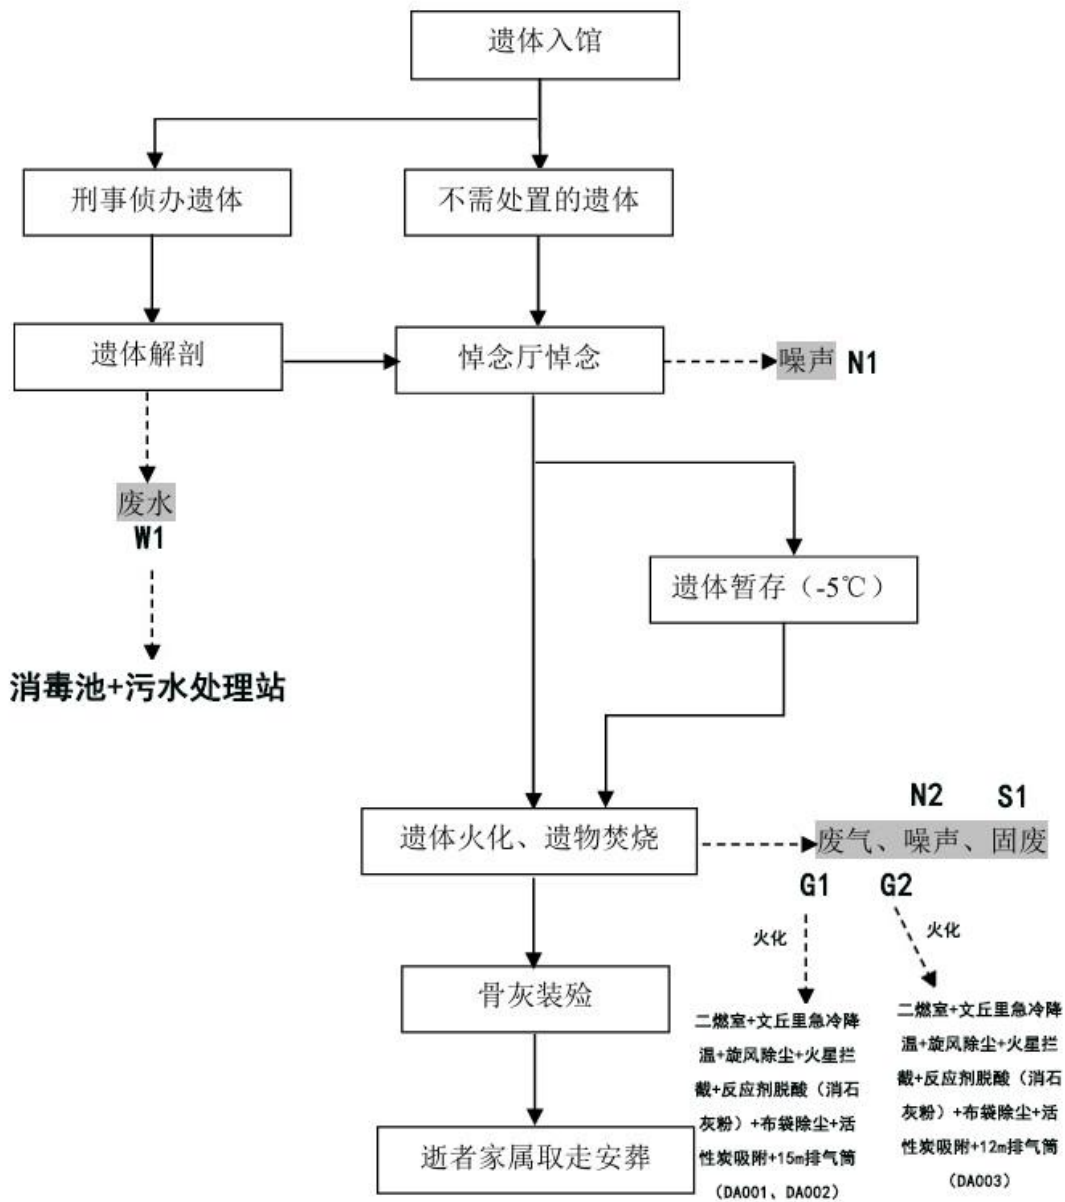 遗体入馆
刑事侦办遗体
不需处置的遗体
遗体解剖
悼念厅悼念
噪声 N1
废水
W1
遗体暂存（-5℃）
消毒池+污水处理站
N2 S1
遗体火化、遗物焚烧
废气、噪声、固废
G1 G2
火化
火化
骨灰装殓
二燃室+文丘里急冷降
温+旋风除尘+火星拦
截+反应剂脱酸（消石
灰粉）+布袋除尘+活
性炭吸附+15m排气筒
（DA001、DA002）
二燃室+文丘里急冷降
温+旋风除尘+火星拦
截+反应剂脱酸（消石
灰粉）+布袋除尘+活
性炭吸附+12m排气筒
（DA003）
逝者家属取走安葬